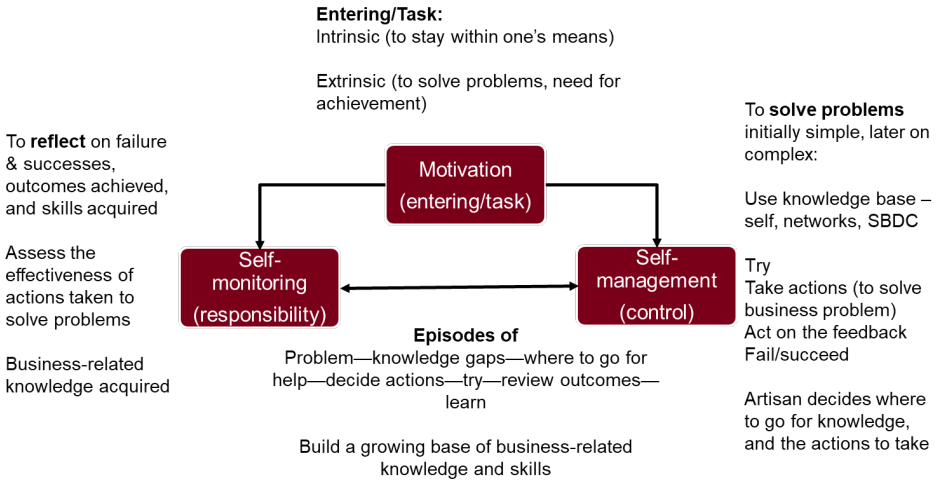 Entering/Task:
Intrinsic (to stay within one's means)
Extrinsic (to solve problems, need for
achievement)
To reflect on failure
& successes,
outcomes achieved,
and skills acquired
Assess the
effectiveness of
actions taken to
solve problems
Business-related
knowledge acquired
Motivation
(entering/task)
Self-
monitoring
(responsibility)
Self-
management
(control)
Episodes of
Problem—knowledge gaps—where to go for
help—decide actions—try—review outcomes—
learn
Build a growing base of business-related
knowledge and skills
To solve problems
initially simple, later on
complex:
Use knowledge base –
self, networks, SBDC
Try
Take actions (to solve
business problem)
Act on the feedback
Fail/succeed
Artisan decides where
to go for knowledge,
and the actions to take